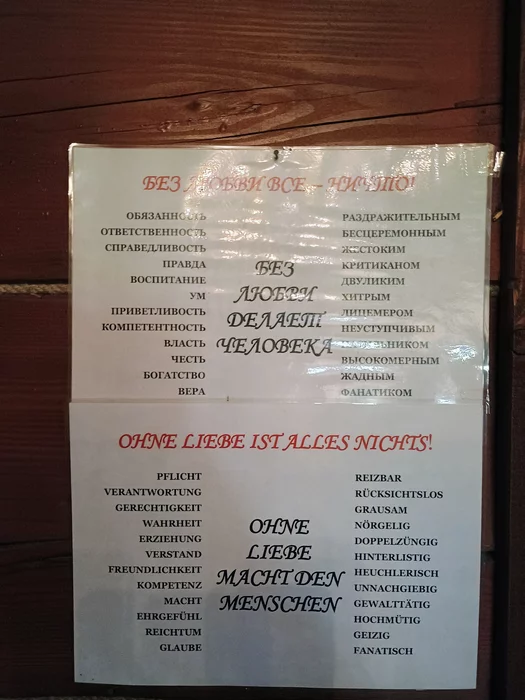 БЕЗ ЛЮБВИ ВСЕ – НИЧТО!
ОБЯЗАННОСТЬ
ОТВЕТСТВЕННОСТЬ
СПРАВЕДЛИВОСТЬ
ПРАВДА
ВОСПИТАНИЕ
УМ
ПРИВЕТЛИВОСТЬ
КОМПЕТЕНТНОСТЬ
ВЛАСТЬ
ЧЕСТЬ
БОГАТСТВО
ВЕРА
БЕЗ
ЛЮБВИ
ДЕЛАЕТ
ЧЕЛОВЕКА
РАЗДРАЖИТЕЛЬНЫМ
БЕСЦЕРЕМОННЫМ
ЖЕСТОКИМ
КРИТИКАНОМ
ДВУЛИКИМ
ХИТРЫМ
ЛИЦЕМЕРОМ
НЕУСТУПЧИВЫМ
ВЫСОКОМЕРНЫМ
ЖАДНЫМ
ФАНАТИКОМ
OHNE LIEBE IST ALLES NICHTS!
PFLICHT
VERANTWORTUNG
GERECHTIGKEIT
WAHRHEIT
ERZIEHUNG
VERSTAND
FREUNDLICHKEIT
KOMPETENZ
MACHT
EHRGEFÜHL
REICHTUM
GLAUBE
OHNE
LIEBE
MACHT DEN
MENSCHEN
REIZBAR
RÜCKSICHTSLOS
GRAUSAM
NÖRGELIG
DOPPELZÜNGIG
HINTERLISTIG
HEUCHLERISCH
UNNACHGIEBIG
GEWALTTÄTIG
HOCHMÜTIG
GEIZIG
FANATISCH